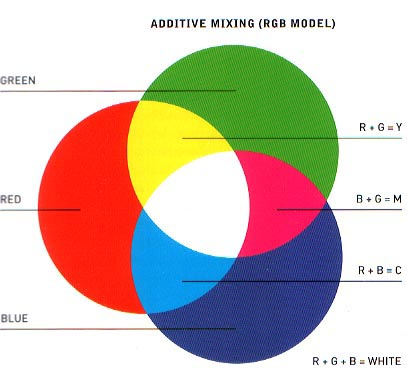 ADDITIVE MIXING (RGB MODEL)
GREEN
R + G = Y
RED
B + G = M
R + B = C
BLUE
R + G + B = WHITE